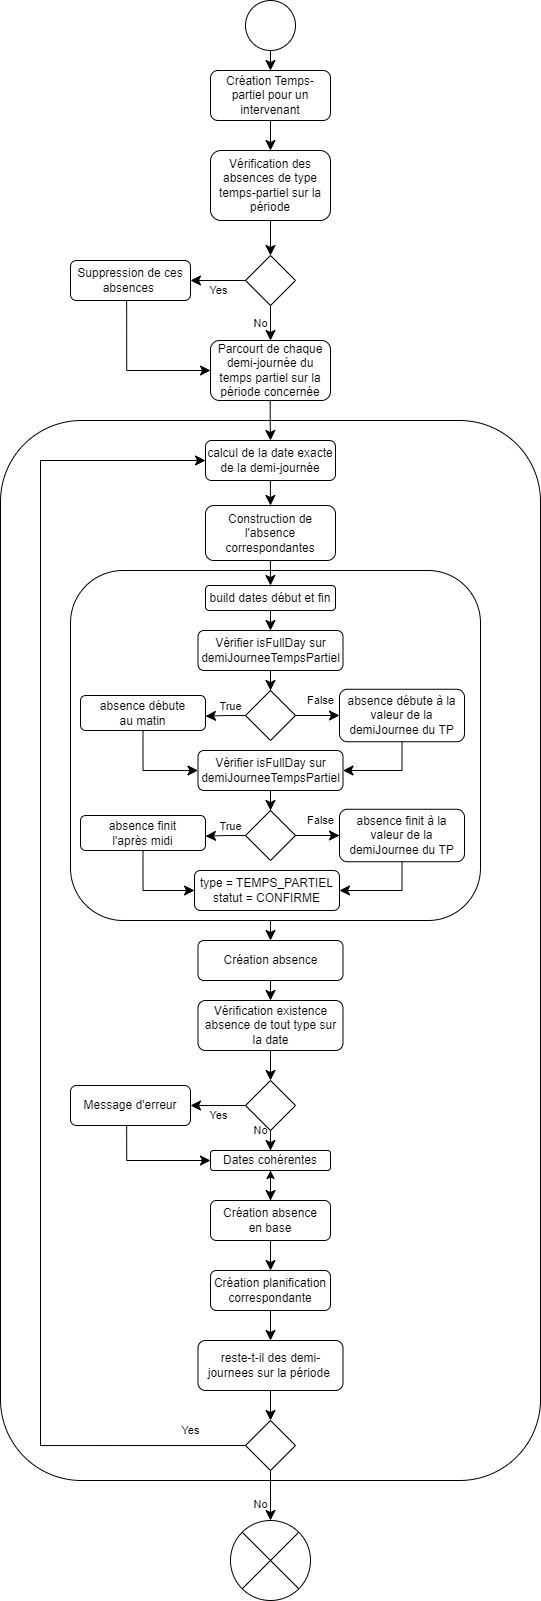 Création Temps-
partiel pour un
intervenant
Vérification des
absences de type
temps-partiel sur la
période
Suppression de ces
absences
Yes
No
Parcourt de chaque
demi-journée du
temps partiel sur la
période concernée
calcul de la date exacte
de la demi-journée
Construction de
l'absence
correspondantes
build dates début et fin
Vérifier isFullDay sur
demiJourneeTempsPartiel
absence débute
au matin
True
False
absence débute à la
valeur de la
demiJournee du TP
Vérifier isFullDay sur
demiJourneeTempsPartiel
absence finit
l'après midi
True
False
absence finit à la
valeur de la
demiJournee du TP
type = TEMPS_PARTIEL
statut = CONFIRME
Création absence
Vérification existence
absence de tout type sur
la date
Message d'erreur
Yes
No
Dates cohérentes
Création absence
en base
Création planification
correspondante
reste-t-il des demi-
journees sur la période
Yes
No